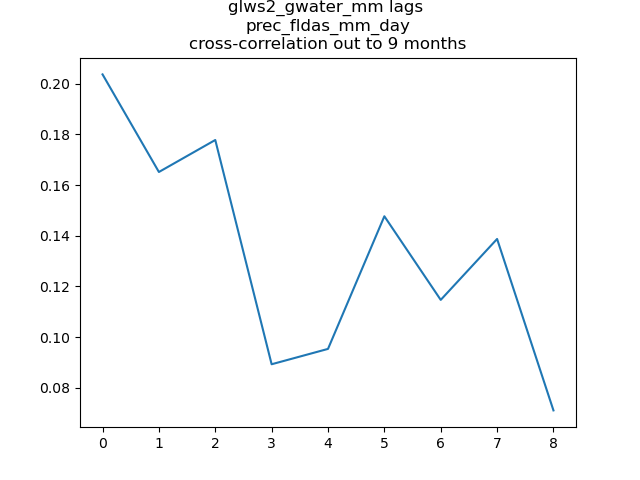 glws2_gwater_mm lags
prec_fldas_mm_day
cross-correlation out to 9 months
0.20
0.18
0.16
0.14
0.12
0.10
0.08
0 1 2 3 4 5 6 7 8